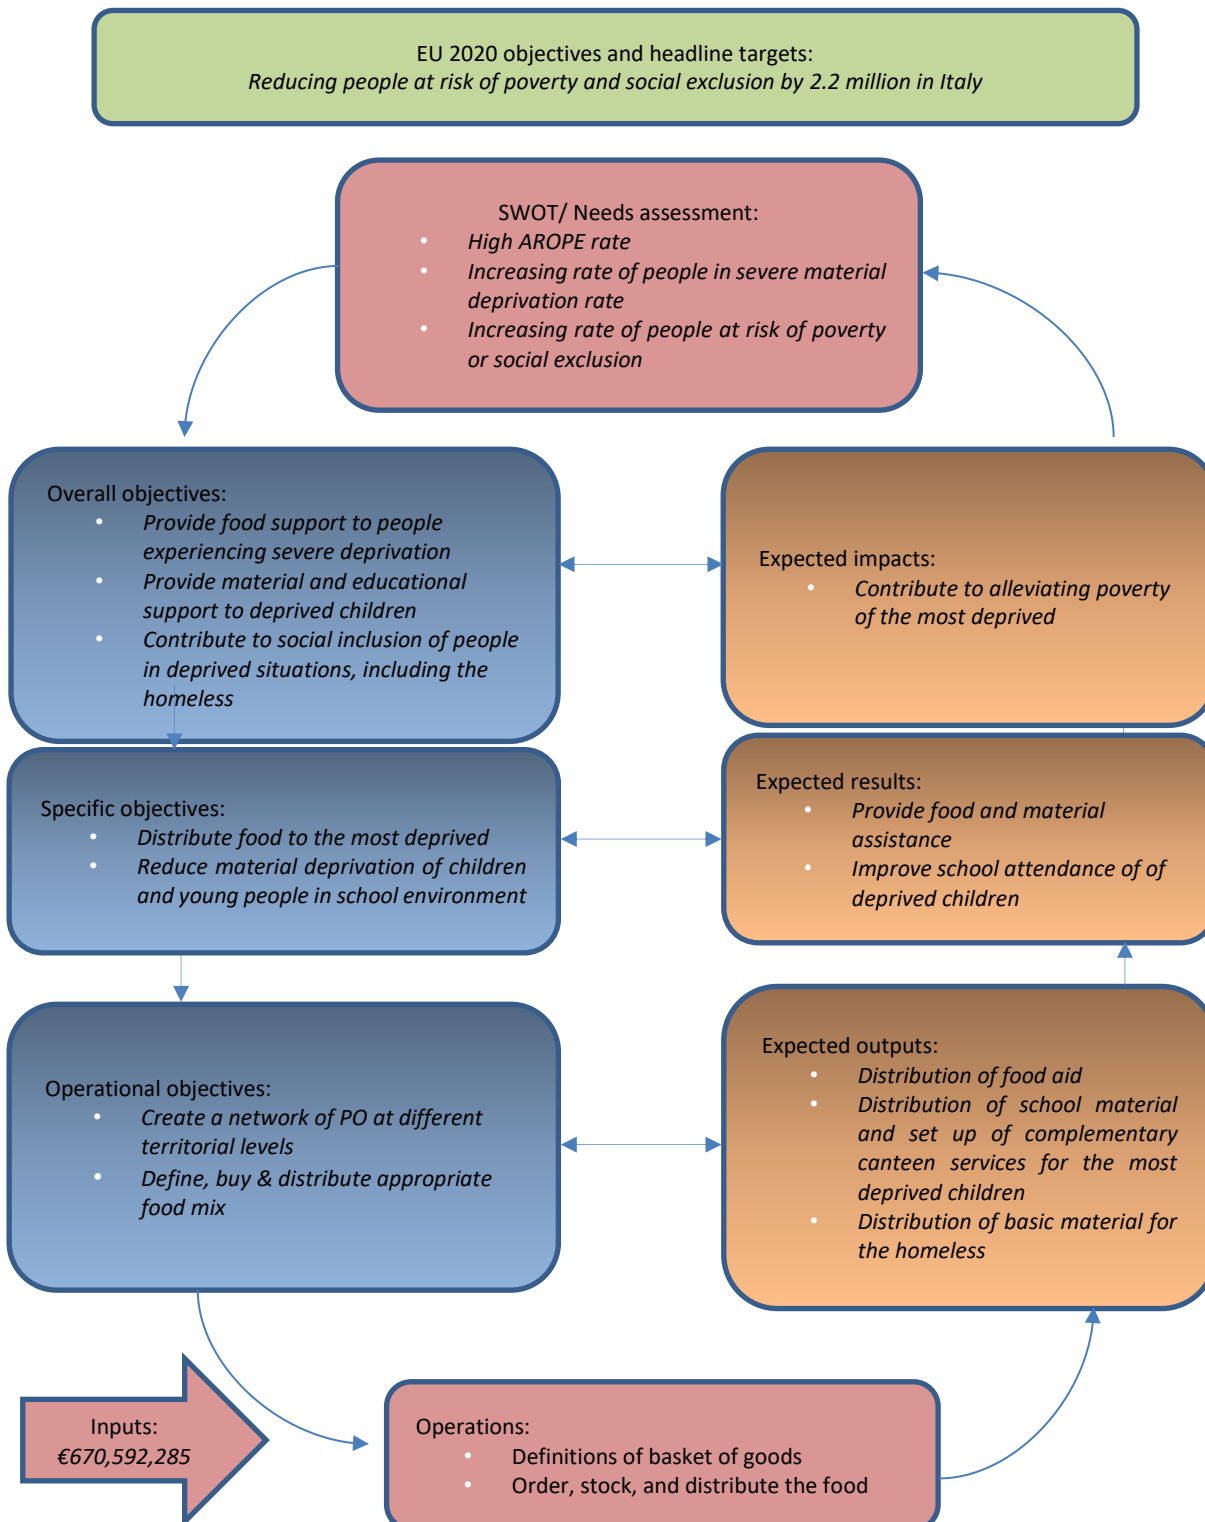 EU 2020 objectives and headline targets:
Reducing people at risk of poverty and social exclusion by 2.2 million in Italy
SWOT/ Needs assessment:
• High AROPE rate
• Increasing rate of people in severe material
deprivation rate
• Increasing rate of people at risk of poverty
or social exclusion
Overall objectives:
• Provide food support to people
experiencing severe deprivation
• Provide material and educational
support to deprived children
• Contribute to social inclusion of people
in deprived situations, including the
homeless
Expected impacts:
• Contribute to alleviating poverty
of the most deprived
Specific objectives:
• Distribute food to the most deprived
• Reduce material deprivation of children
and young people in school environment
Expected results:
• Provide food and material
assistance
• Improve school attendance of of
deprived children
Operational objectives:
• Create a network of PO at different
territorial levels
• Define, buy & distribute appropriate
food mix
Expected outputs:
• Distribution of food aid
• Distribution of school material
and set up of complementary
canteen services for the most
deprived children
• Distribution of basic material for
the homeless
Inputs:
€670,592,285
Operations:
• Definitions of basket of goods
• Order, stock, and distribute the food